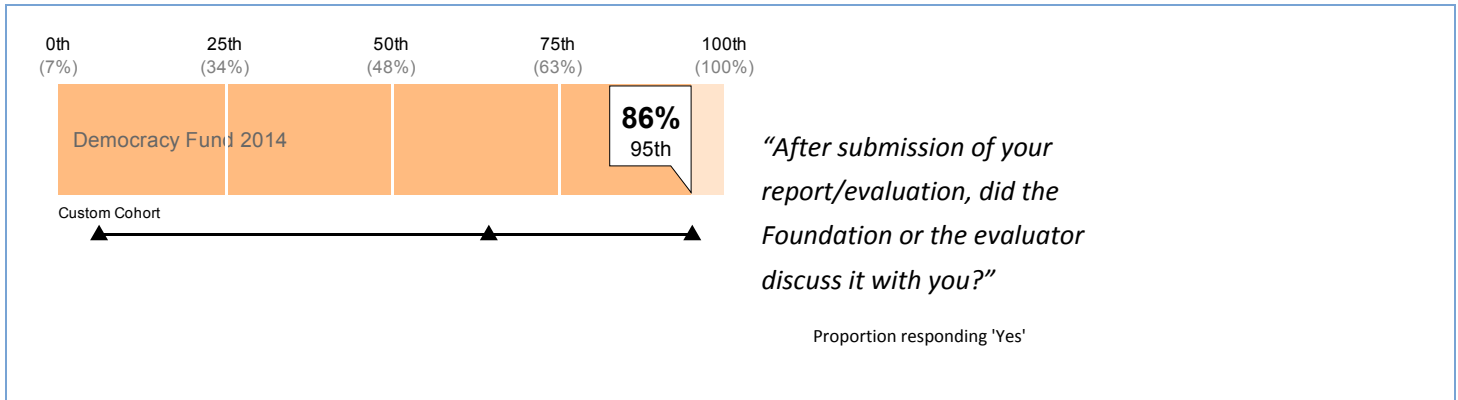 0th 25th 50th 75th 100th
(7%) (34%) (48%) (63%) (100%)
86%
95th
Democracy Fund 2014
Custom Cohort
“After submission of your
report/evaluation, did the
Foundation or the evaluator
discuss it with you?”
Proportion responding 'Yes'